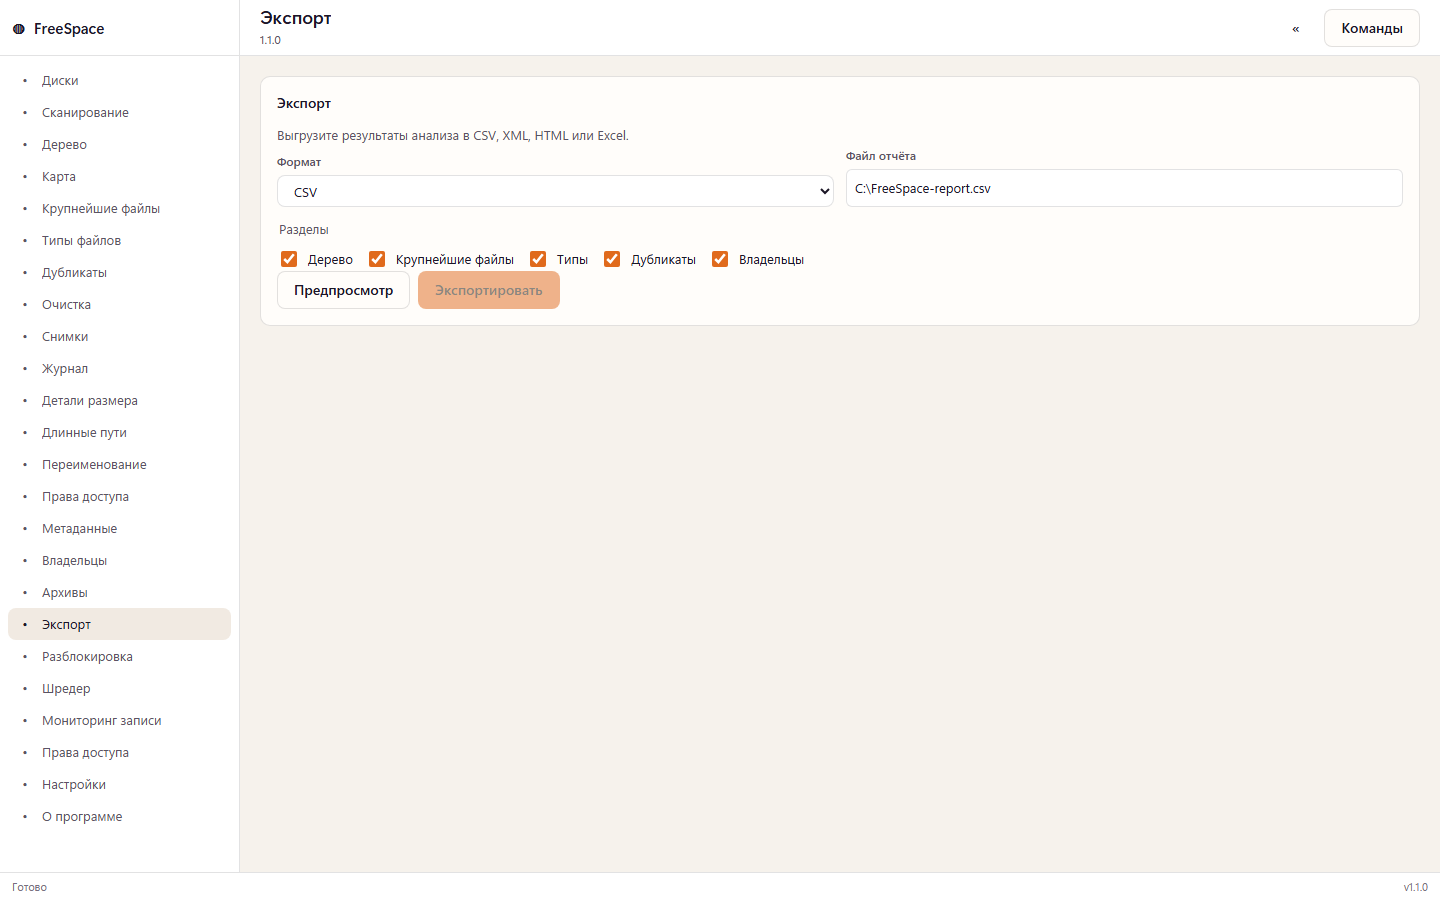 FreeSpace
Экспорт
1.1.0
«
Команды
• Диски
• Сканирование
• Дерево
• Карта
• Крупнейшие файлы
• Типы файлов
• Дубликаты
• Очистка
• Снимки
• Журнал
• Детали размера
• Длинные пути
• Переименование
• Права доступа
• Метаданные
• Владельцы
• Архивы
• Экспорт
• Разблокировка
• Шредер
• Мониторинг записи
• Права доступа
• Настройки
• О программе
Экспорт
Выгрузите результаты анализа в CSV, XML, HTML или Excel.
Формат
CSV
Файл отчёта
C:\FreeSpace-report.csv
Разделы
Дерево Крупнейшие файлы Типы Дубликаты Владельцы
Предпросмотр Экспортировать
Готово
v1.1.0